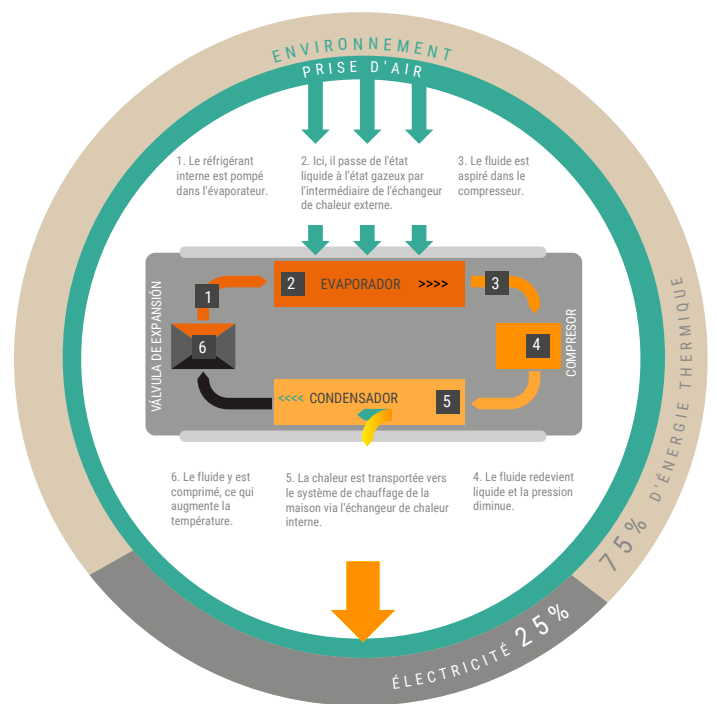 ENVIRONNEMENT
PRISE D'AIR
1. Le réfrigérant
interne est pompé
dans l'évaporateur.
2. Ici, il passe de l'état
liquide à l'état gazeux par
l'intermédiaire de l'échangeur
de chaleur externe.
3. Le fluide est
aspiré dans le
compresseur.
VÁLVULA DE EXPANSIÓN
1
2 EVAPORADOR >>>>
3
6
4
COMPRESOR
<<<< CONDENSADOR 5
6. Le fluide y est
comprimé, ce qui
augmente la
température.
5. La chaleur est transportée vers
le système de chauffage de la
maison via l'échangeur de chaleur
interne.
4. Le fluide redevient
liquide et la pression
diminue.
75% D'ÉNERGIE THERMIQUE
ÉLECTRICITÉ 25%